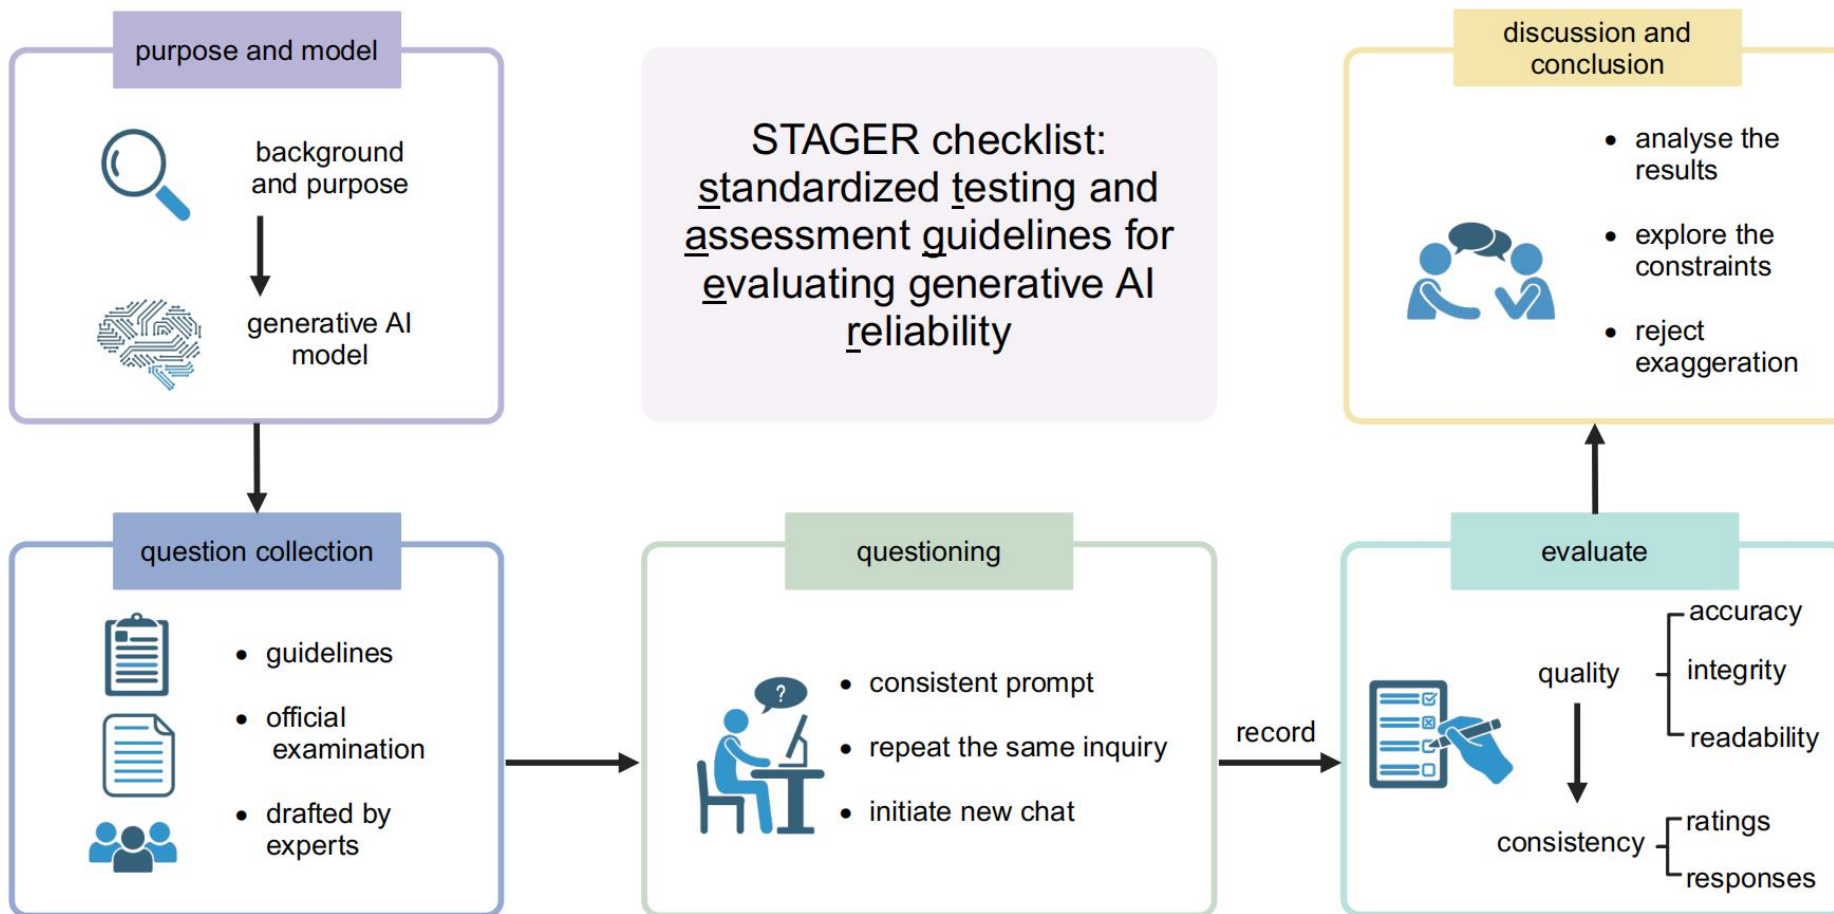 purpose and model
background
and purpose
generative AI
model
STAGER checklist:
standardized testing and
assessment guidelines for
evaluating generative AI
reliability
discussion and
conclusion
• analyse the
results
• explore the
constraints
• reject
exaggeration
question collection
• guidelines
• official
examination
• drafted by
experts
questioning
?
• consistent prompt
• repeat the same inquiry
• initiate new chat
record
evaluate
quality
accuracy
integrity
readability
consistency
ratings
responses